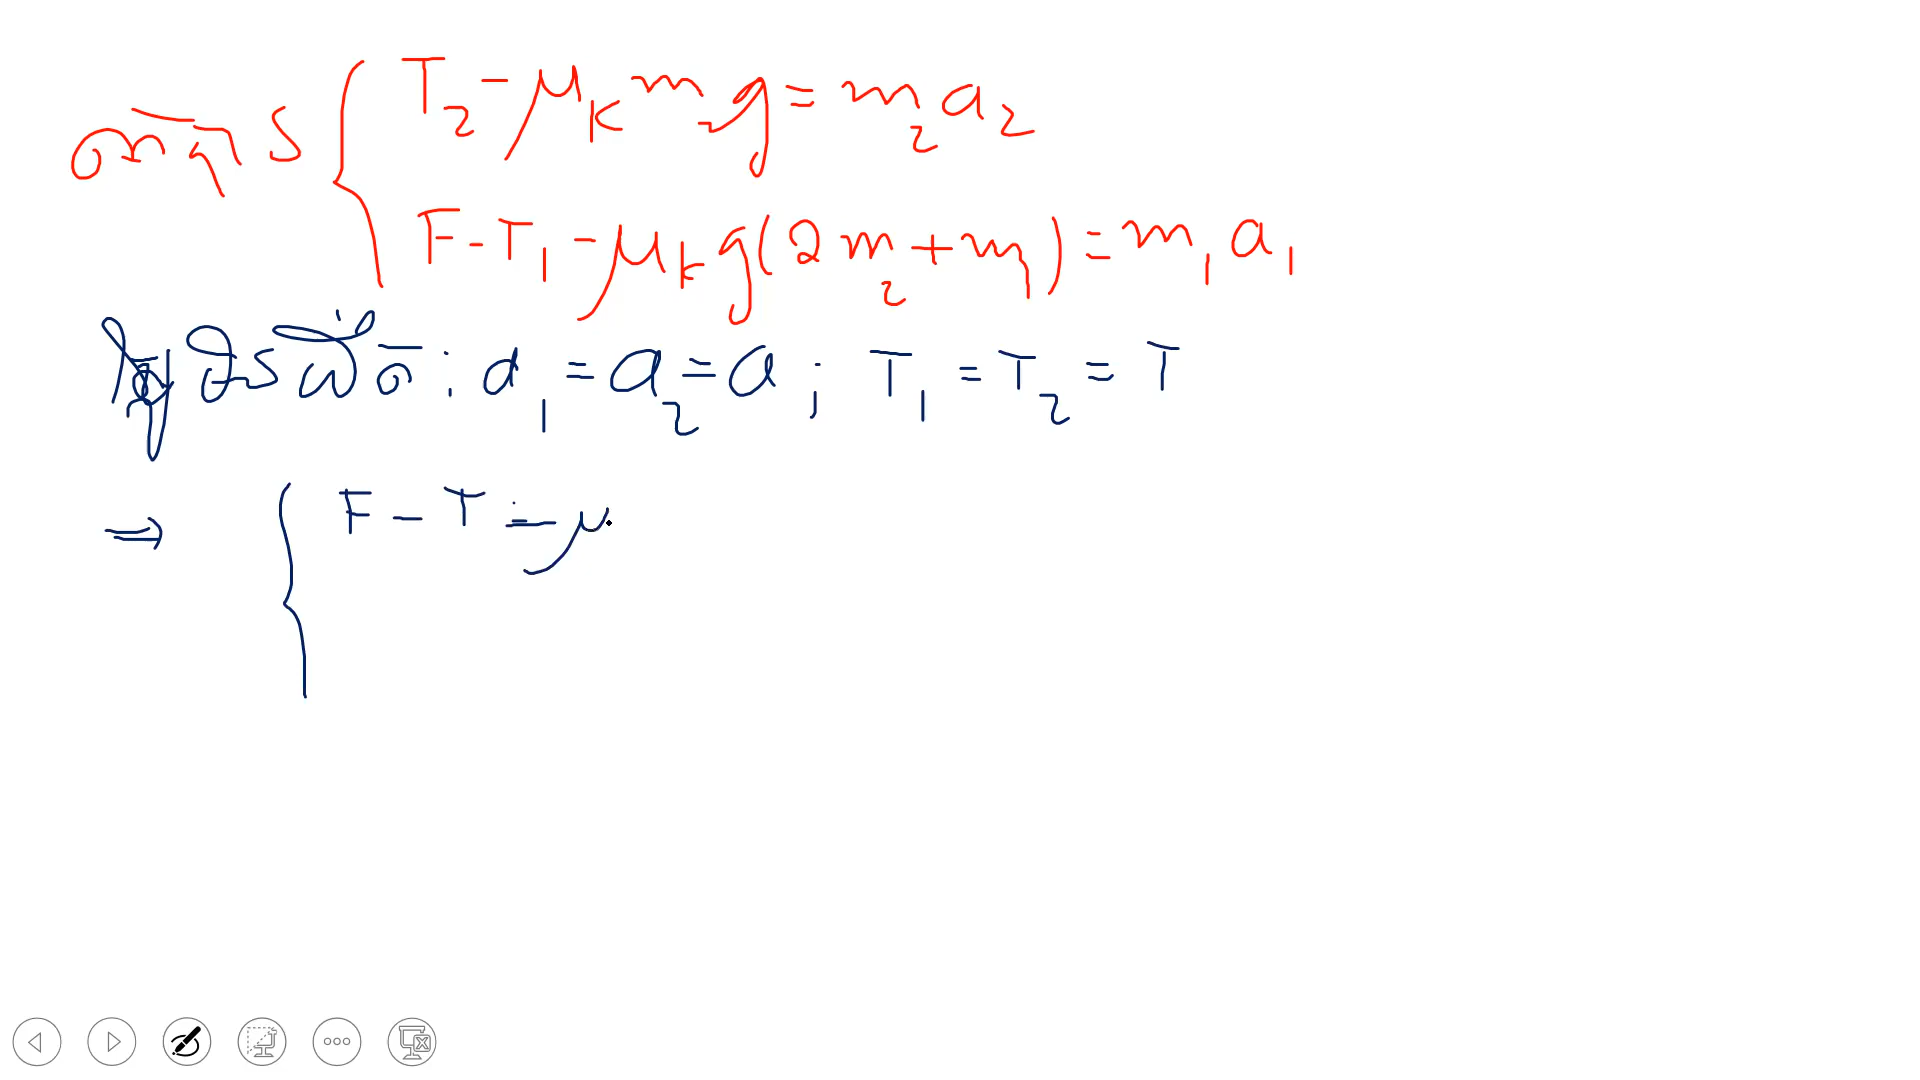 T₂ - μₖ m₂ g = m₂ a₂
F - T₁ - μₖ g(2m₂ + m₁) = m₁ a₁
: a₁ = a₂ = a ; T₁ = T₂ = T
⇒ { F - T - μ